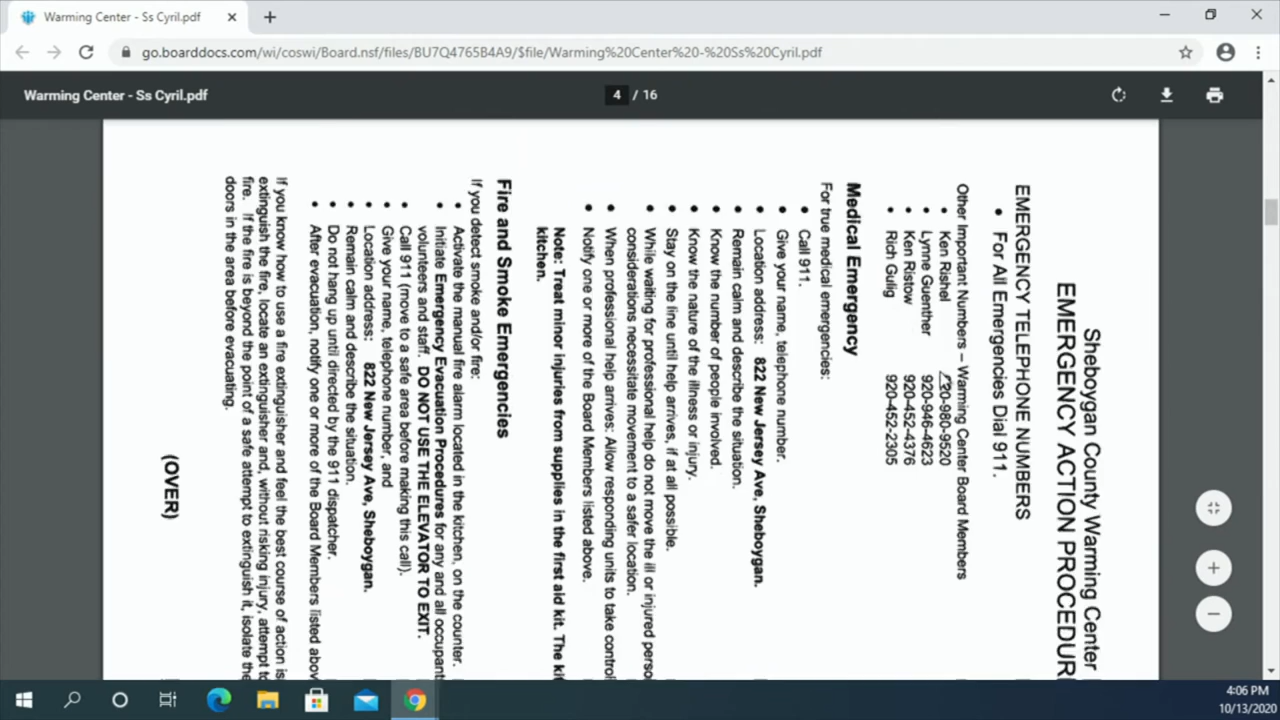 Warming Center - Ss Cyril.pdf
go.boarddocs.com/wi/coswi/Board.nsf/files/BU7Q4765B4A9/$file/Warming%20Center%20-%20Ss%20Cyril.pdf
Warming Center - Ss Cyril.pdf
4 / 16
Sheboygan County Warming Center
EMERGENCY ACTION PROCEDUR
EMERGENCY TELEPHONE NUMBERS
• For All Emergencies Dial 911.
Other Important Numbers – Warming Center Board Members
• Ken Rishel 920-980-9520
• Lynne Guenther 920-946-4623
• Ken Ristow 920-452-4376
• Rich Gulig 920-452-2305
Medical Emergency
For true medical emergencies:
• Call 911.
• Give your name, telephone number.
• Location address: 822 New Jersey Ave, Sheboygan.
• Remain calm and describe the situation.
• Know the number of people involved.
• Know the nature of the illness or injury.
• Stay on the line until help arrives, if at all possible.
• While waiting for professional help do not move the ill or injured perso
considerations necessitate movement to a safer location.
• When professional help arrives: Allow responding units to take control
• Notify one or more of the Board Members listed above.
Note: Treat minor injuries from supplies in the first aid kit. The kit
kitchen.
Fire and Smoke Emergencies
If you detect smoke and/or fire:
• Activate the manual fire alarm located in the kitchen, on the counter.
• Initiate Emergency Evacuation Procedures for any and all occupant
volunteers and staff. DO NOT USE THE ELEVATOR TO EXIT.
• Call 911 (move to a safe area before making this call).
• Give your name, telephone number, and
• Location address: 822 New Jersey Ave, Sheboygan.
• Remain calm and describe the situation.
• Do not hang up until directed by the 911 dispatcher.
• After evacuation, notify one or more of the Board Members listed abov
If you know how to use a fire extinguisher and feel the best course of action is
extinguish the fire, locate an extinguisher and, without risking injury, attempt to
fire. If the fire is beyond the point of a safe attempt to extinguish it, isolate the
doors in the area before evacuating.
(OVER)
4:06 PM
10/13/2020